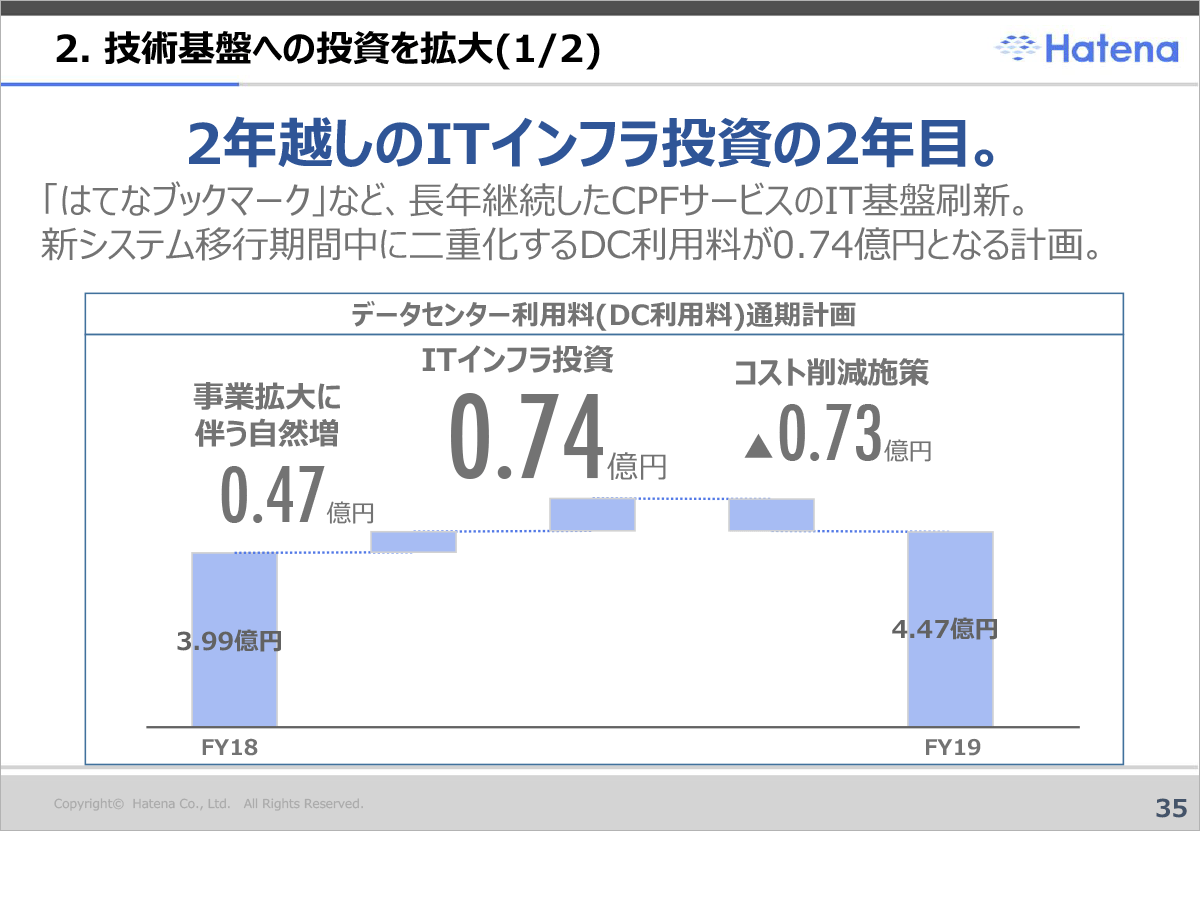 2. 技術基盤への投資を拡大(1/2)
Hatena
2年越しのITインフラ投資の2年目。
「はてなブックマーク」など、長年継続したCPFサービスのIT基盤刷新。
新システム移行期間中に二重化するDC利用料が0.74億円となる計画。
データセンター利用料(DC利用料)通期計画
事業拡大に
伴う自然増
0.47億円
ITインフラ投資
0.74億円
コスト削減施策
▲0.73億円
3.99億円
4.47億円
FY18
FY19
Copyright© Hatena Co., Ltd. All Rights Reserved.
35